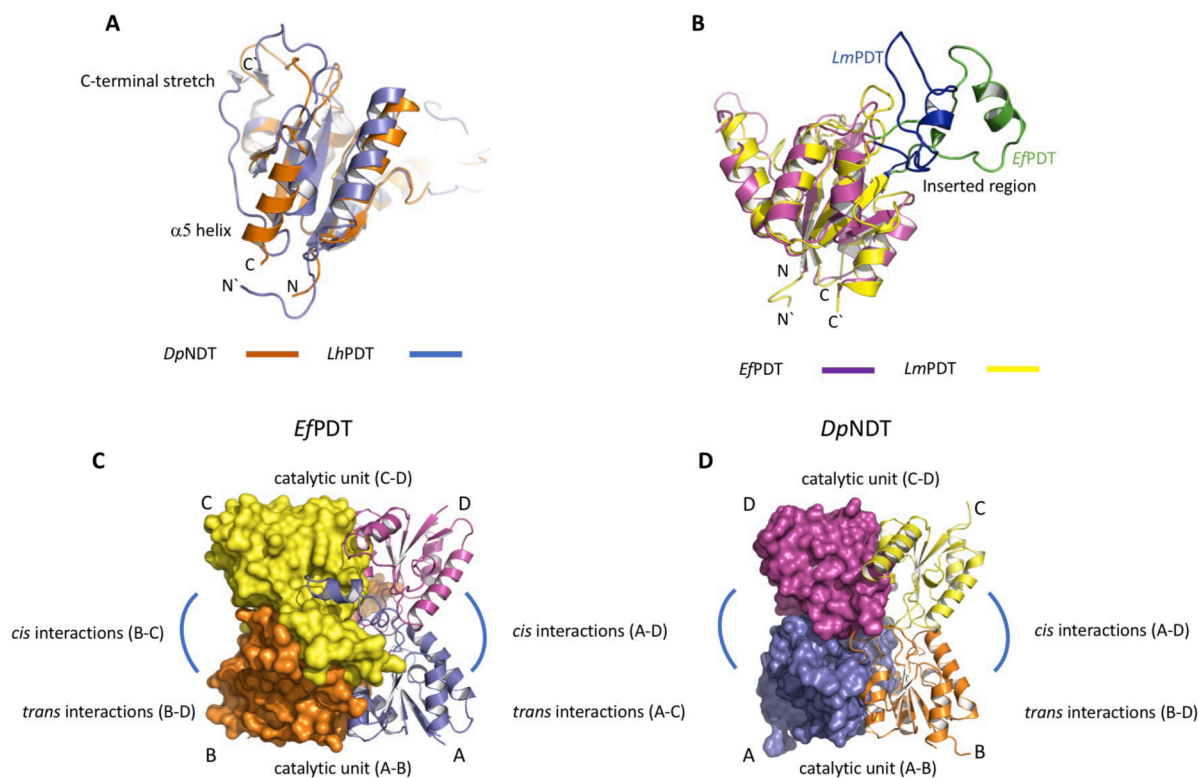 A
C-terminal stretch
C`
α5 helix
C
N`
N
DpNDT
LhPDT
B
LmPDT
EfPDT
Inserted region
N
C
N`
C`
EfPDT
LmPDT
EfPDT
C
catalytic unit (C-D)
C
D
cis interactions (B-C)
cis interactions (A-D)
trans interactions (B-D)
trans interactions (A-C)
B
A
catalytic unit (A-B)
DpNDT
D
catalytic unit (C-D)
D
C
cis interactions (A-D)
trans interactions (B-D)
A
B
catalytic unit (A-B)